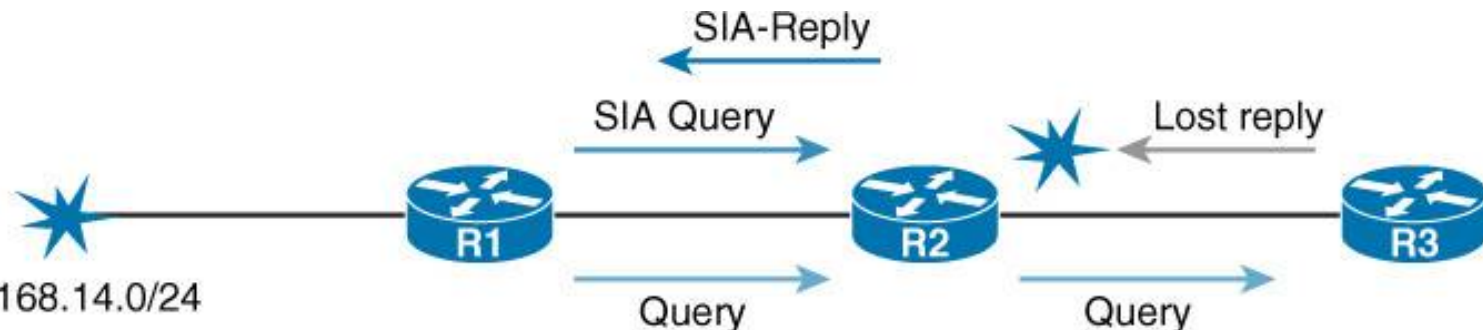 SIA-Reply
SIA Query
Lost reply
R1
R2
R3
168.14.0/24
Query
Query